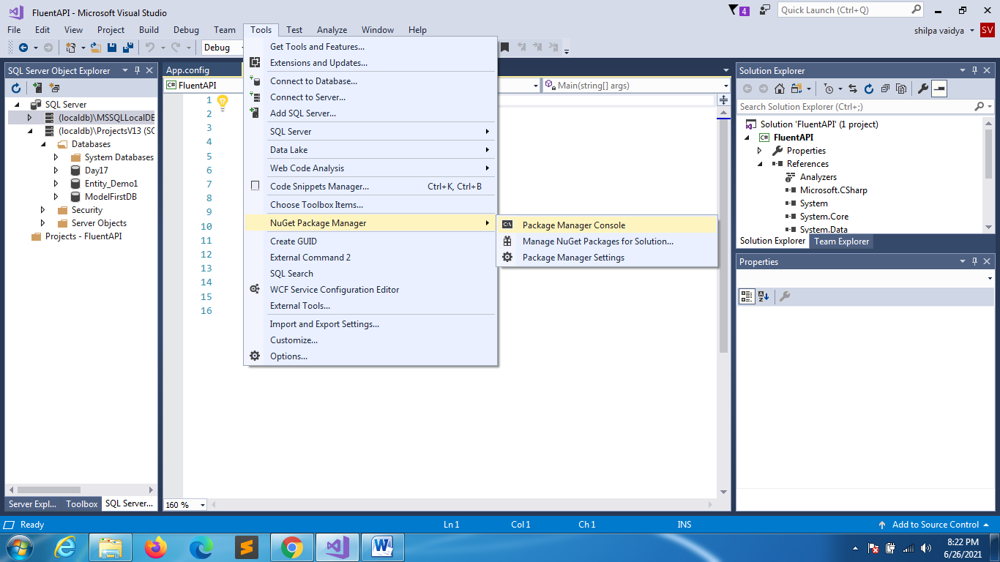 FluentAPI - Microsoft Visual Studio
4
Quick Launch (Ctrl+Q)
File Edit View Project Build Debug Team Tools Test Analyze Window Help
shilpa vaidya SV
Debug
SQL Server Object Explorer
SQL Server
(localdb)\MSSQLLocalDB
(localdb)\ProjectsV13 (SQ
Databases
System Databases
Day17
Entity_Demo1
ModelFirstDB
Security
Server Objects
Projects - FluentAPI
Server Expl... Toolbox SQL Server...
App.config
C# FluentAPI
Main(string[] args)
1
2
3
4
5
6
7
8
9
10
11
12
13
14
15
16
160 %
Get Tools and Features...
Extensions and Updates...
Connect to Database...
Connect to Server...
Add SQL Server...
SQL Server
Data Lake
Web Code Analysis
Code Snippets Manager... Ctrl+K, Ctrl+B
Choose Toolbox Items...
NuGet Package Manager
Create GUID
External Command 2
SQL Search
WCF Service Configuration Editor
External Tools...
Import and Export Settings...
Customize...
Options...
C:\ Package Manager Console
Manage NuGet Packages for Solution...
Package Manager Settings
Solution Explorer
Search Solution Explorer (Ctrl+;)
Solution 'FluentAPI' (1 project)
C# FluentAPI
Properties
References
Analyzers
Microsoft.CSharp
System
System.Core
System.Data
Solution Explorer Team Explorer
Properties
Ready Ln 1 Col 1 Ch 1 INS Add to Source Control
8:22 PM
6/26/2021